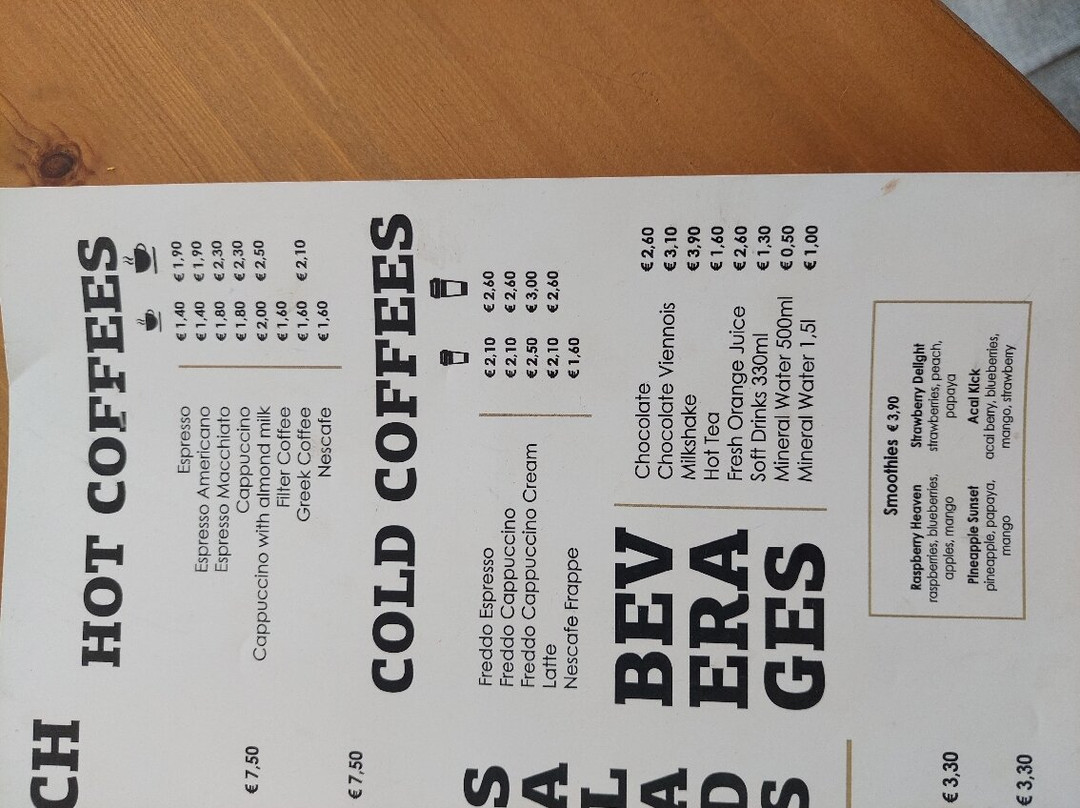 CH
€ 7,50
€ 7,50
HOT COFFEES
Espresso € 1,40 € 1,90
Espresso Americano € 1,40 € 1,90
Espresso Macchiato € 1,80 € 2,30
Cappuccino € 1,80 € 2,30
Cappuccino with almond milk € 2,00 € 2,50
Filter Coffee € 1,60
Greek Coffee € 1,60 € 2,10
Nescafe € 1,60
COLD COFFEES
Freddo Espresso € 2,10 € 2,60
Freddo Cappuccino € 2,10 € 2,60
Freddo Cappuccino Cream € 2,50 € 3,00
Latte € 2,10 € 2,60
Nescafe Frappe € 1,60
S
A
L
A
D
S
BEV
ERA
GES
Chocolate € 2,60
Chocolate Viennois € 3,10
Milkshake € 3,90
Hot Tea € 1,60
Fresh Orange Juice € 2,60
Soft Drinks 330ml € 1,30
Mineral Water 500ml € 0,50
Mineral Water 1,5l € 1,00
Smoothies € 3,90
Raspberry Heaven
raspberries, blueberries,
apples, mango
Strawberry Delight
strawberries, peach,
papaya
Pineapple Sunset
pineapple, papaya,
mango
Acai Kick
acai berry, blueberries,
mango, strawberry
€ 3,30
€ 3,30